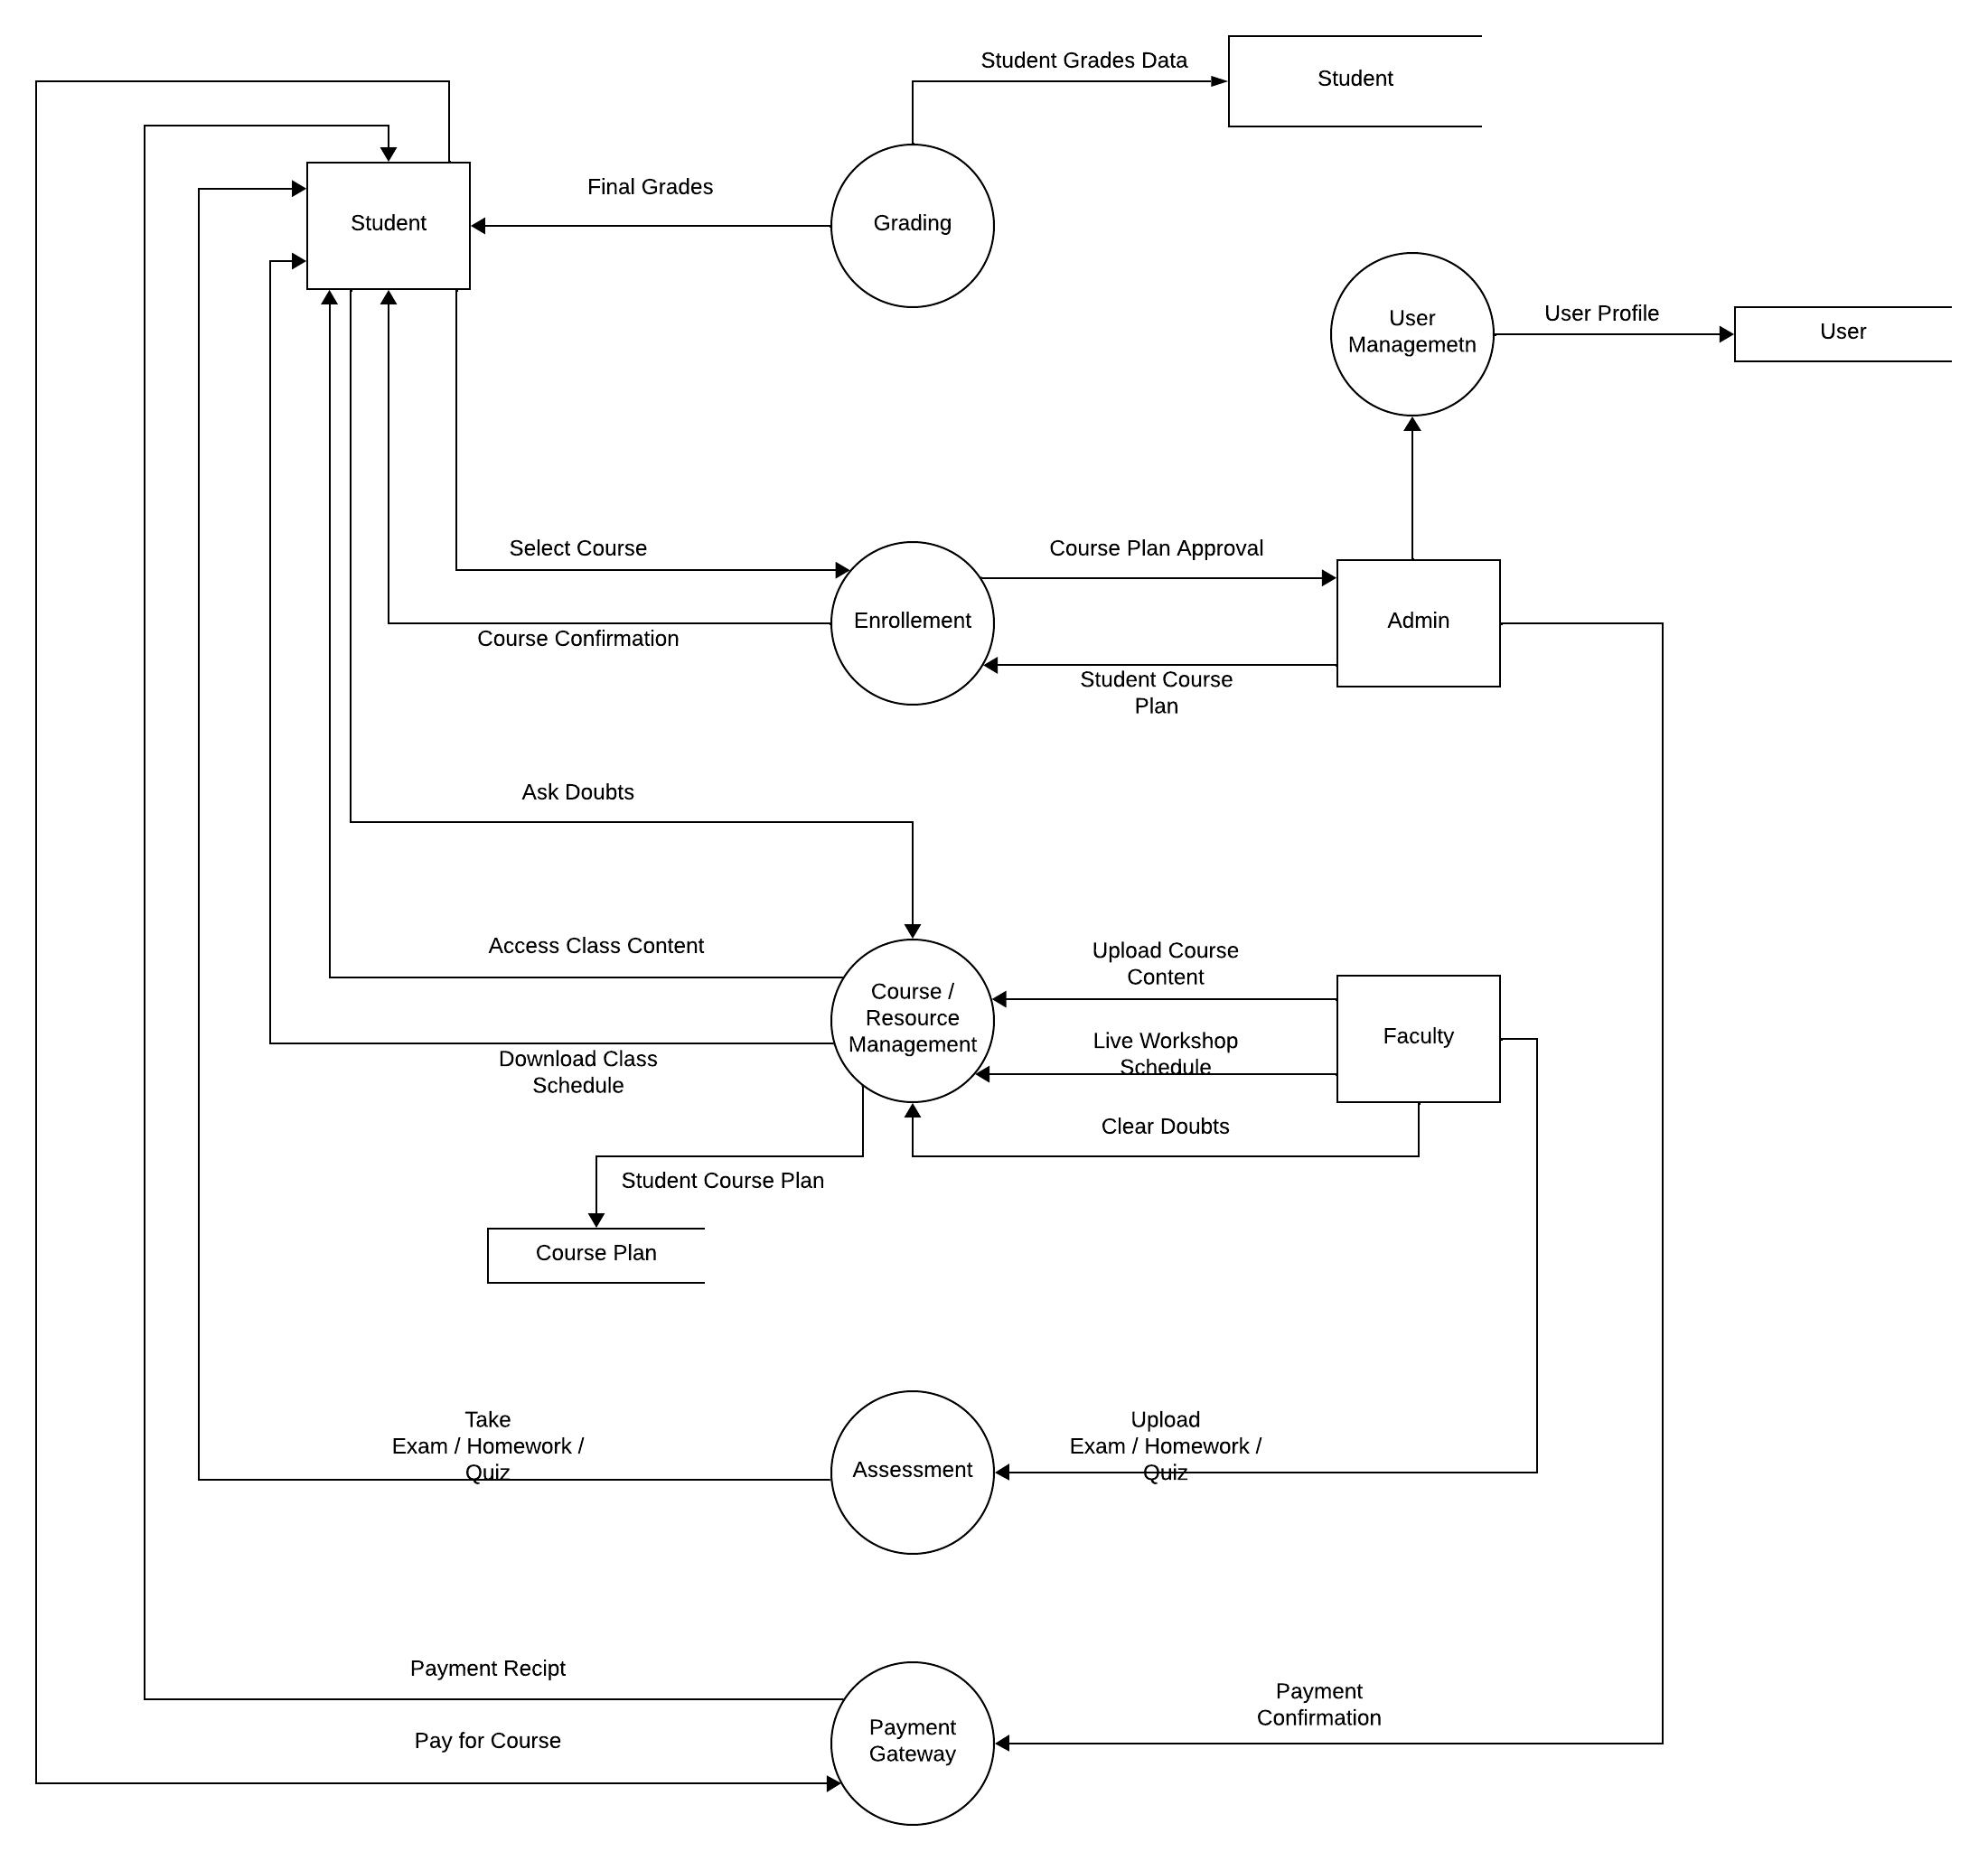 Student Grades Data
Student
Final Grades
Student
Grading
User
Managemetn
User Profile
User
Select Course
Course Plan Approval
Enrollement
Admin
Course Confirmation
Student Course
Plan
Ask Doubts
Access Class Content
Upload Course
Content
Course /
Resource
Management
Faculty
Live Workshop
Schedule
Download Class
Schedule
Clear Doubts
Student Course Plan
Course Plan
Take
Exam / Homework /
Quiz
Assessment
Upload
Exam / Homework /
Quiz
Payment Recipt
Payment
Confirmation
Pay for Course
Payment
Gateway